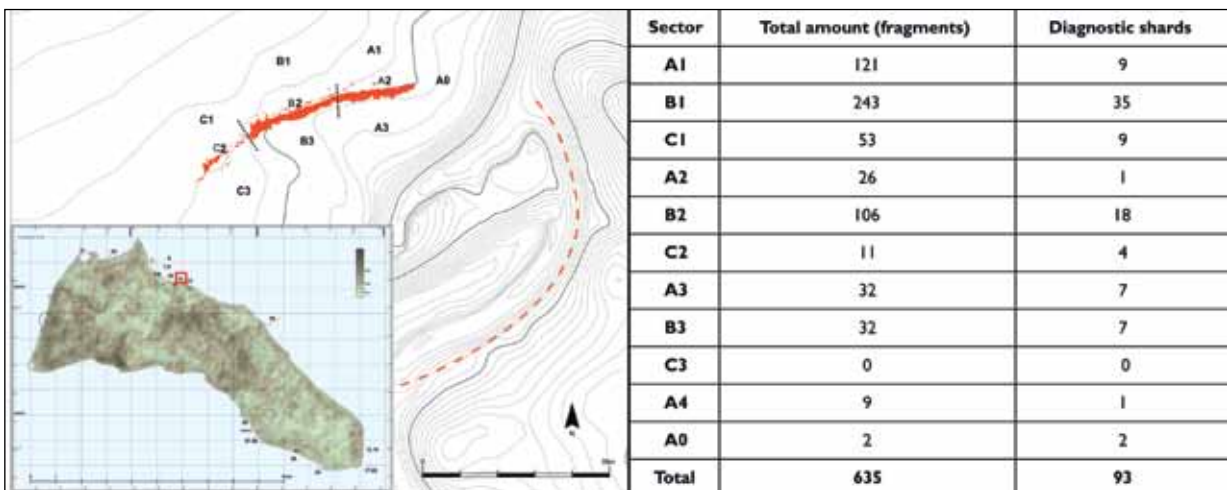 A1
B1
A2
A0
B2
C1
A3
B3
C2
C3
N
0
Sector Total amount (fragments) Diagnostic shards
A1 121 9
B1 243 35
C1 53 9
A2 26 1
B2 106 18
C2 11 4
A3 32 7
B3 32 7
C3 0 0
A4 9 1
A0 2 2
Total 635 93